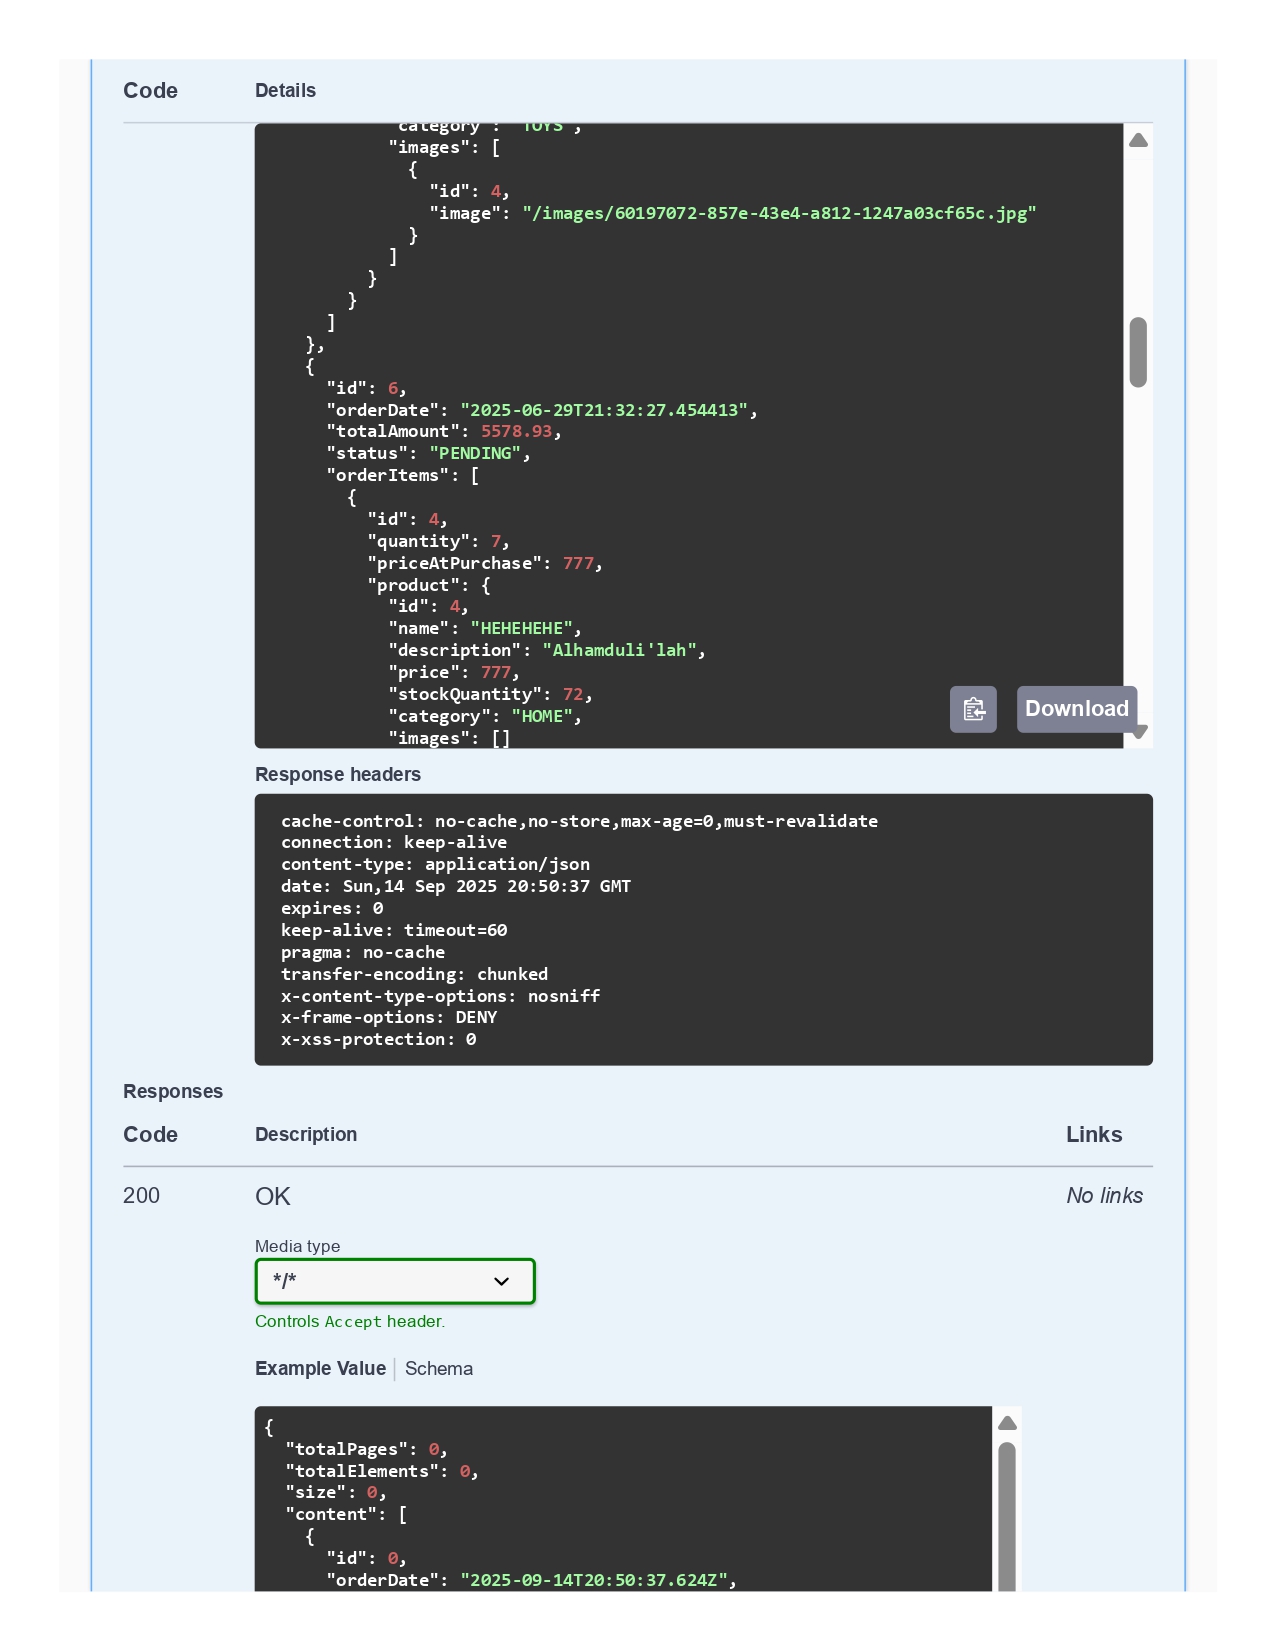 Code Details
category": "TOYS",
"images": [
{
"id": 4,
"image": "/images/60197072-857e-43e4-a812-1247a03cf65c.jpg"
}
]
}
}
]
},
{
"id": 6,
"orderDate": "2025-06-29T21:32:27.454413",
"totalAmount": 5578.93,
"status": "PENDING",
"orderItems": [
{
"id": 4,
"quantity": 7,
"priceAtPurchase": 777,
"product": {
"id": 4,
"name": "HEHEHEHE",
"description": "Alhamduli'lah",
"price": 777,
"stockQuantity": 72,
"category": "HOME",
"images": []
Download
Response headers
cache-control: no-cache,no-store,max-age=0,must-revalidate
connection: keep-alive
content-type: application/json
date: Sun,14 Sep 2025 20:50:37 GMT
expires: 0
keep-alive: timeout=60
pragma: no-cache
transfer-encoding: chunked
x-content-type-options: nosniff
x-frame-options: DENY
x-xss-protection: 0
Responses
Code Description Links
200 OK No links
Media type
*/*
Controls Accept header.
Example Value Schema
{
"totalPages": 0,
"totalElements": 0,
"size": 0,
"content": [
{
"id": 0,
"orderDate": "2025-09-14T20:50:37.624Z",